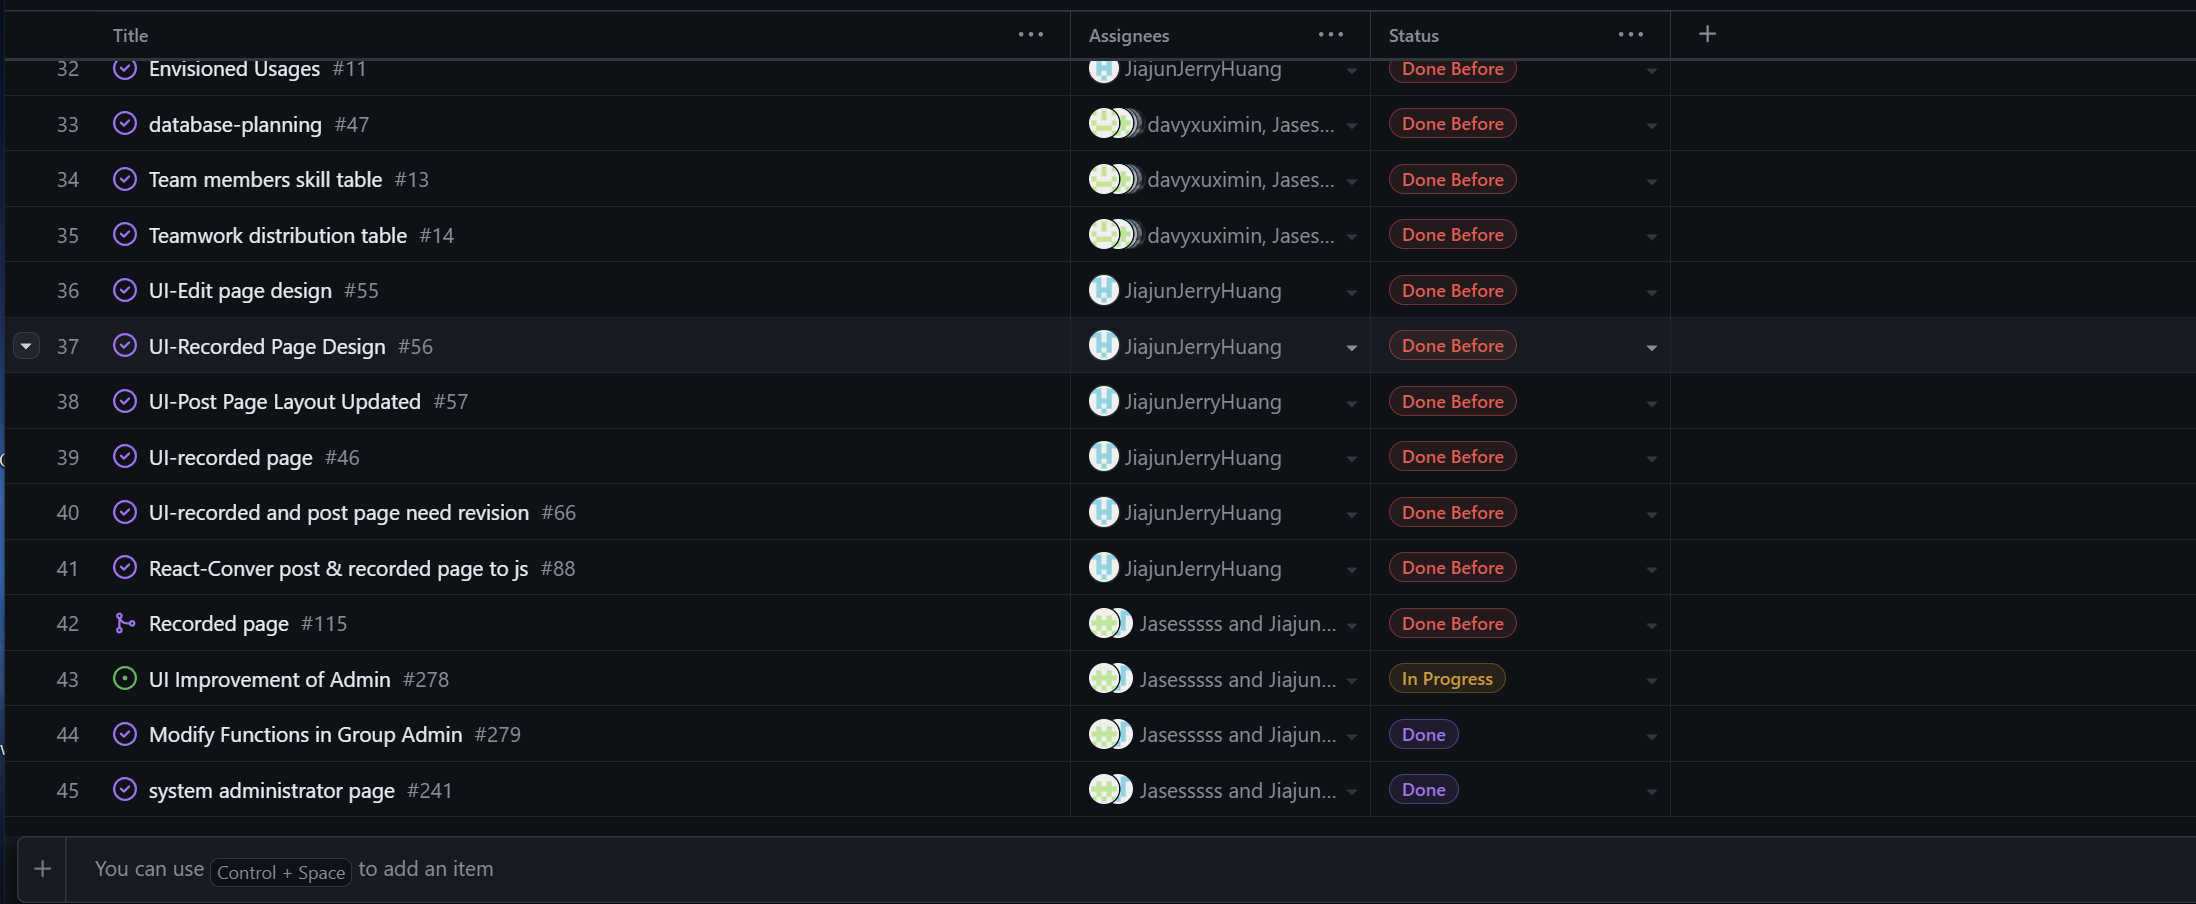 Title ... Assignees ... Status ... +
32 Envisioned Usages #11 JiajunJerryHuang Done Before
33 database-planning #47 davyxuximin, Jases... Done Before
34 Team members skill table #13 davyxuximin, Jases... Done Before
35 Teamwork distribution table #14 davyxuximin, Jases... Done Before
36 UI-Edit page design #55 JiajunJerryHuang Done Before
37 UI-Recorded Page Design #56 JiajunJerryHuang Done Before
38 UI-Post Page Layout Updated #57 JiajunJerryHuang Done Before
39 UI-recorded page #46 JiajunJerryHuang Done Before
40 UI-recorded and post page need revision #66 JiajunJerryHuang Done Before
41 React-Conver post & recorded page to js #88 JiajunJerryHuang Done Before
42 Recorded page #115 Jasesssss and Jiajun... Done Before
43 UI Improvement of Admin #278 Jasesssss and Jiajun... In Progress
44 Modify Functions in Group Admin #279 Jasesssss and Jiajun... Done
45 system administrator page #241 Jasesssss and Jiajun... Done
+ You can use Control + Space to add an item